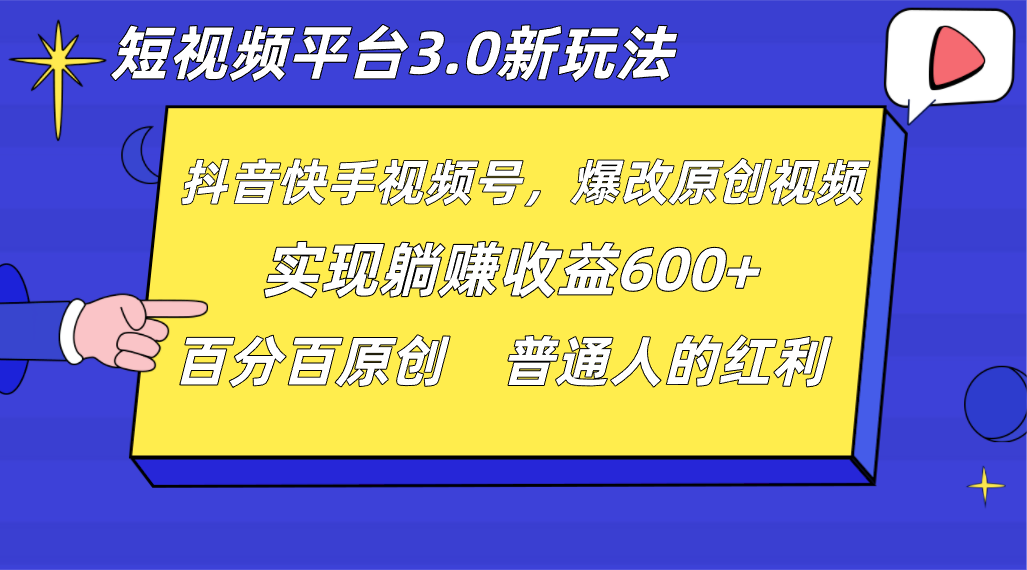 短视频平台3.0新玩法
抖音快手视频号，爆改原创视频
实现躺赚收益600+
百分百原创 普通人的红利